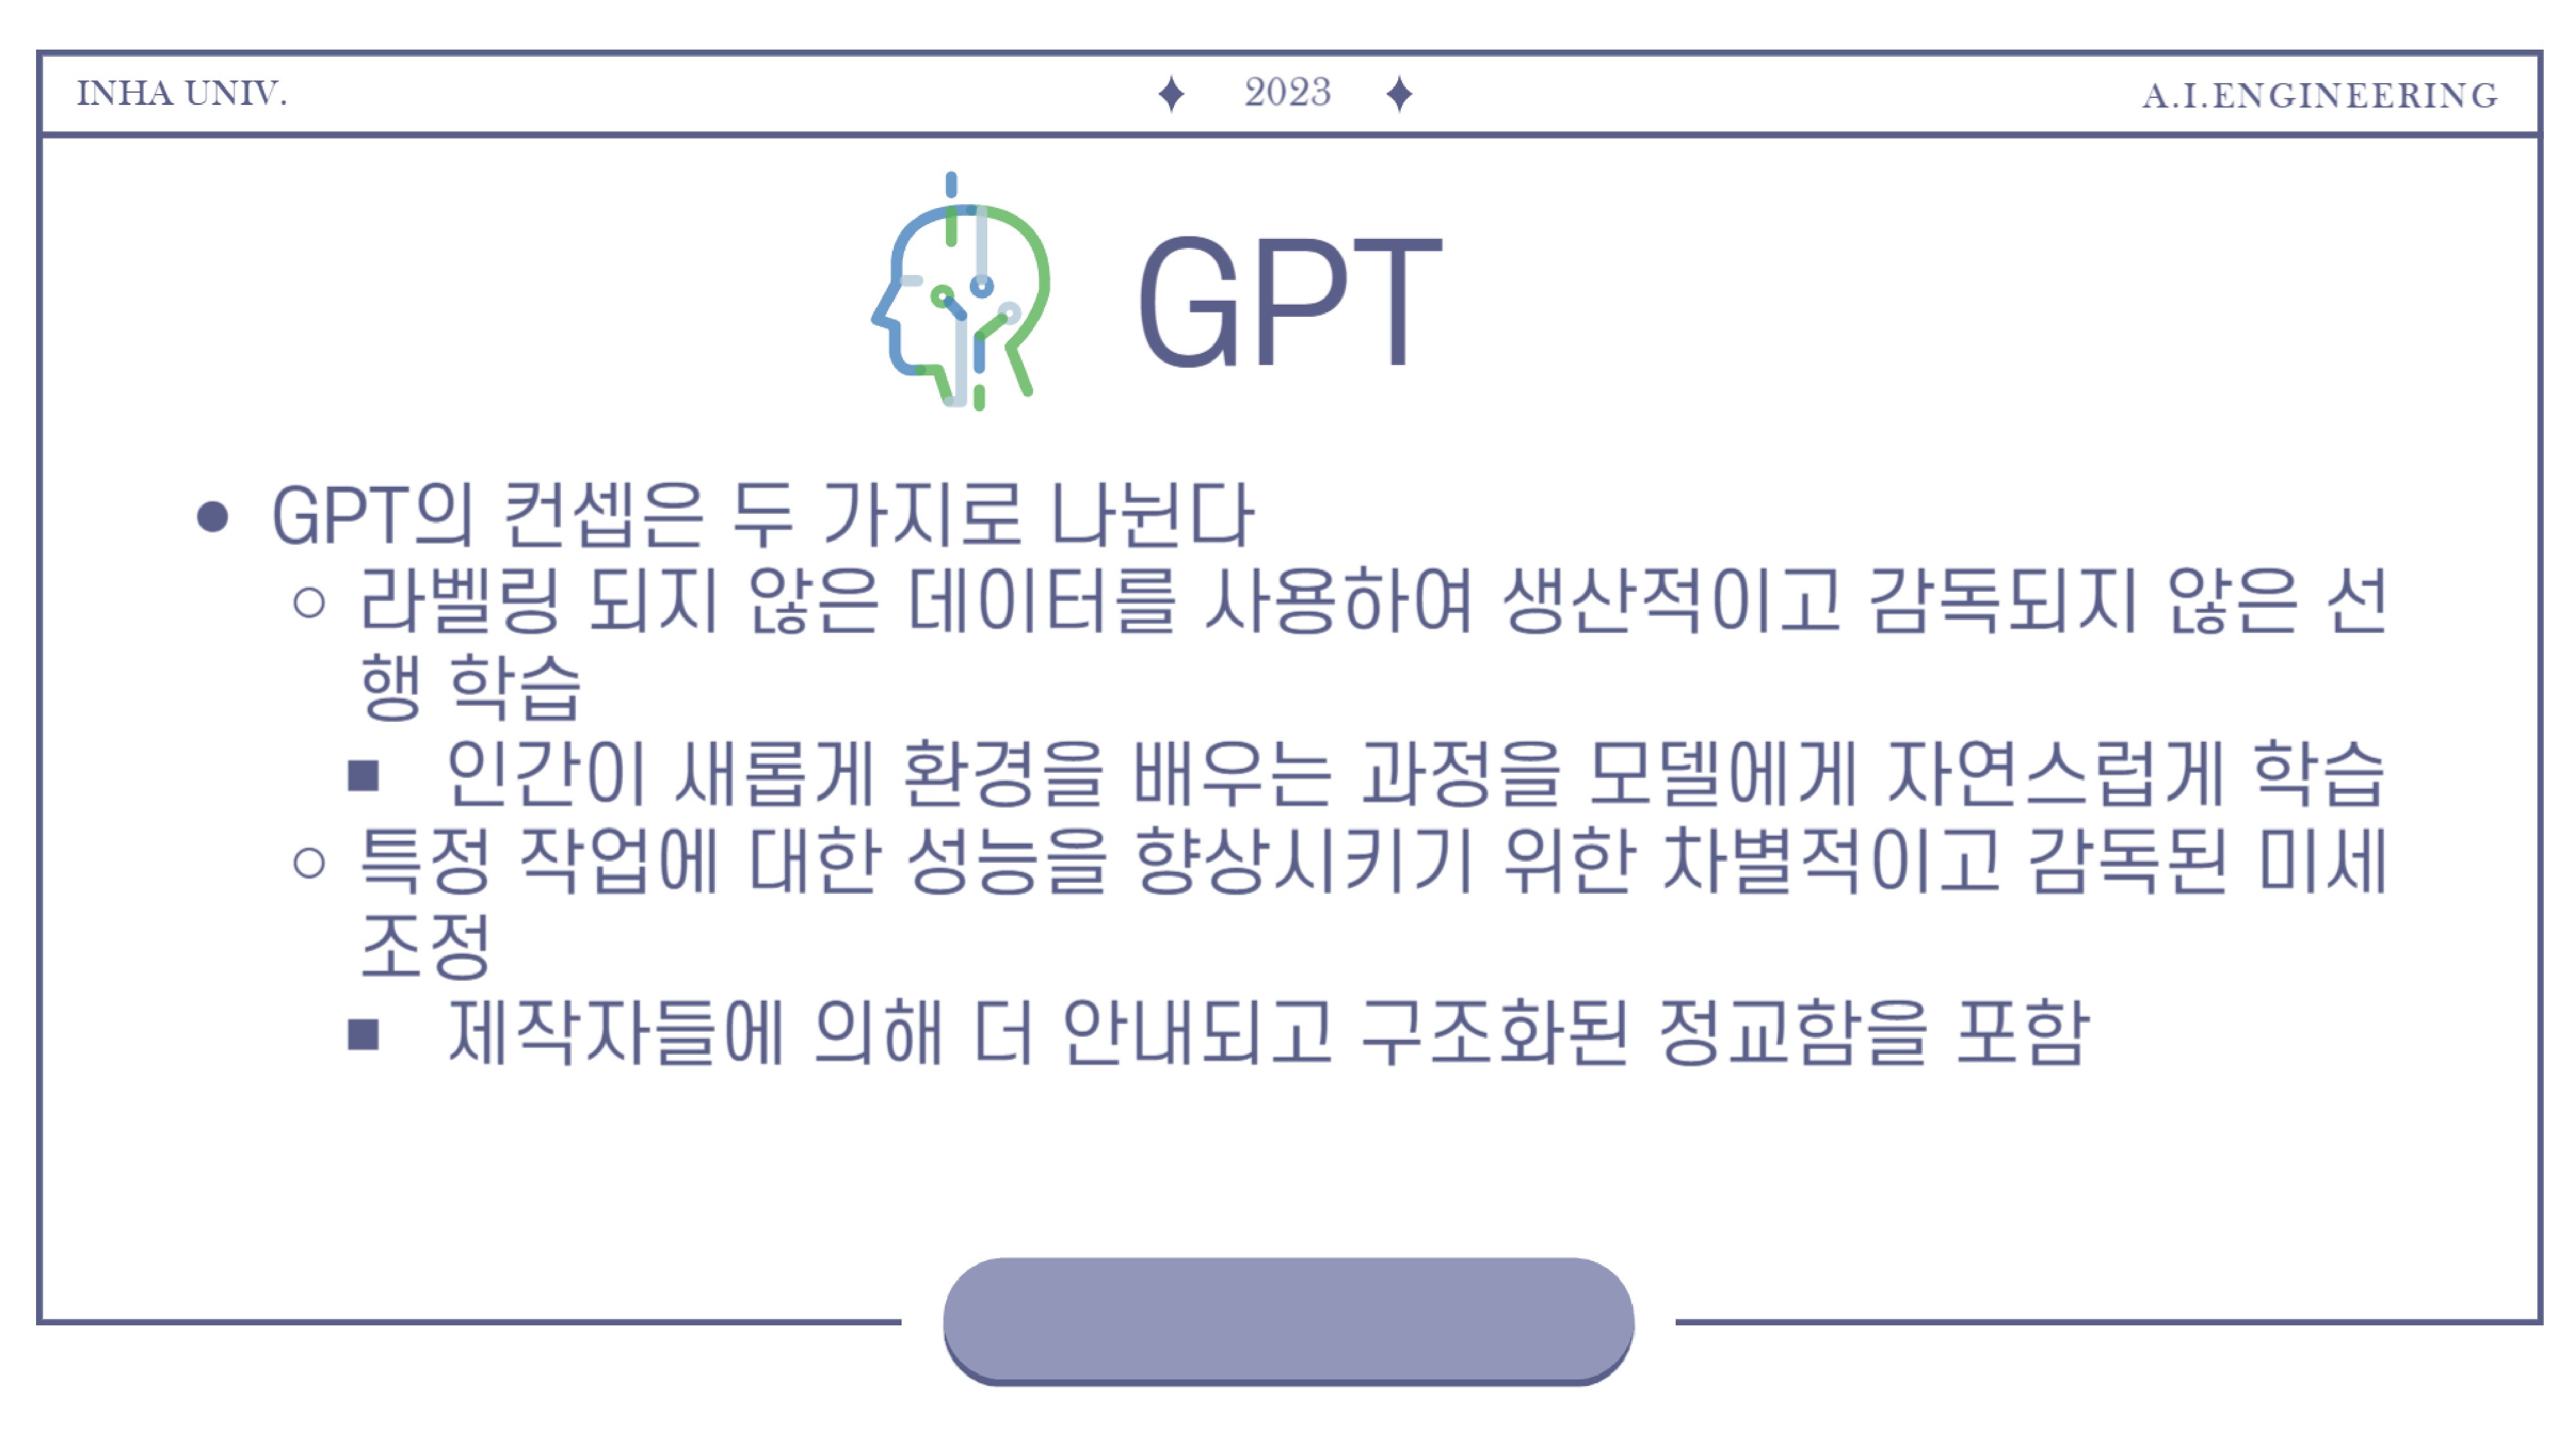 INHA UNIV.
2023
A.I.ENGINEERING
GPT
● GPT의 컨셉은 두 가지로 나뉜다
○ 라벨링 되지 않은 데이터를 사용하여 생산적이고 감독되지 않은 선
행 학습
■ 인간이 새롭게 환경을 배우는 과정을 모델에게 자연스럽게 학습
○ 특정 작업에 대한 성능을 향상시키기 위한 차별적이고 감독된 미세
조정
■ 제작자들에 의해 더 안내되고 구조화된 정교함을 포함